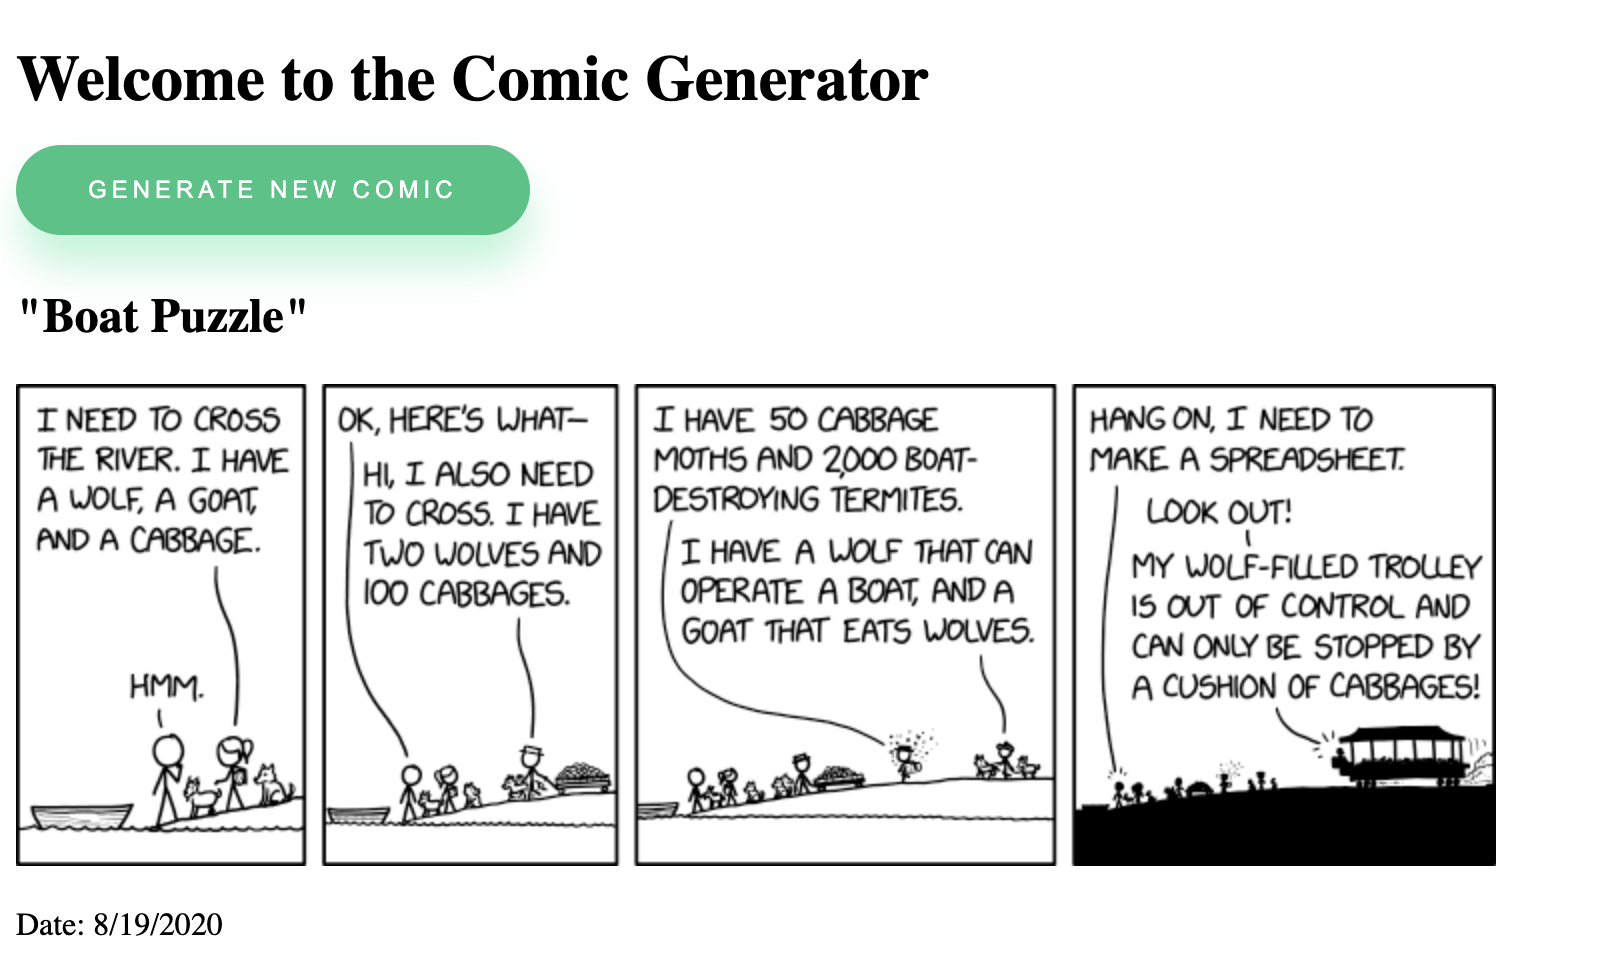 Welcome to the Comic Generator
GENERATE NEW COMIC
"Boat Puzzle"
I NEED TO CROSS
THE RIVER. I HAVE
A WOLF, A GOAT,
AND A CABBAGE.
HMM.
OK, HERE'S WHAT—
HI, I ALSO NEED
TO CROSS. I HAVE
TWO WOLVES AND
100 CABBAGES.
I HAVE 50 CABBAGE
MOTHS AND 2,000 BOAT-
DESTROYING TERMITES.
I HAVE A WOLF THAT CAN
OPERATE A BOAT, AND A
GOAT THAT EATS WOLVES.
HANG ON, I NEED TO
MAKE A SPREADSHEET.
LOOK OUT!
MY WOLF-FILLED TROLLEY
IS OUT OF CONTROL AND
CAN ONLY BE STOPPED BY
A CUSHION OF CABBAGES!
Date: 8/19/2020